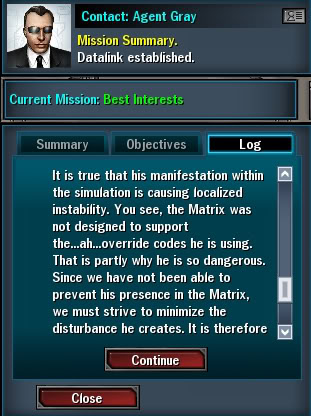 Contact: Agent Gray
Mission Summary.
Datalink established.
Current Mission: Best Interests
Summary
Objectives
Log
It is true that his manifestation within
the simulation is causing localized
instability. You see, the Matrix was
not designed to support
the...ah...override codes he is using.
That is partly why he is so dangerous.
Since we have not been able to
prevent his presence in the Matrix,
we must strive to minimize the
disturbance he creates. It is therefore
Continue
Close